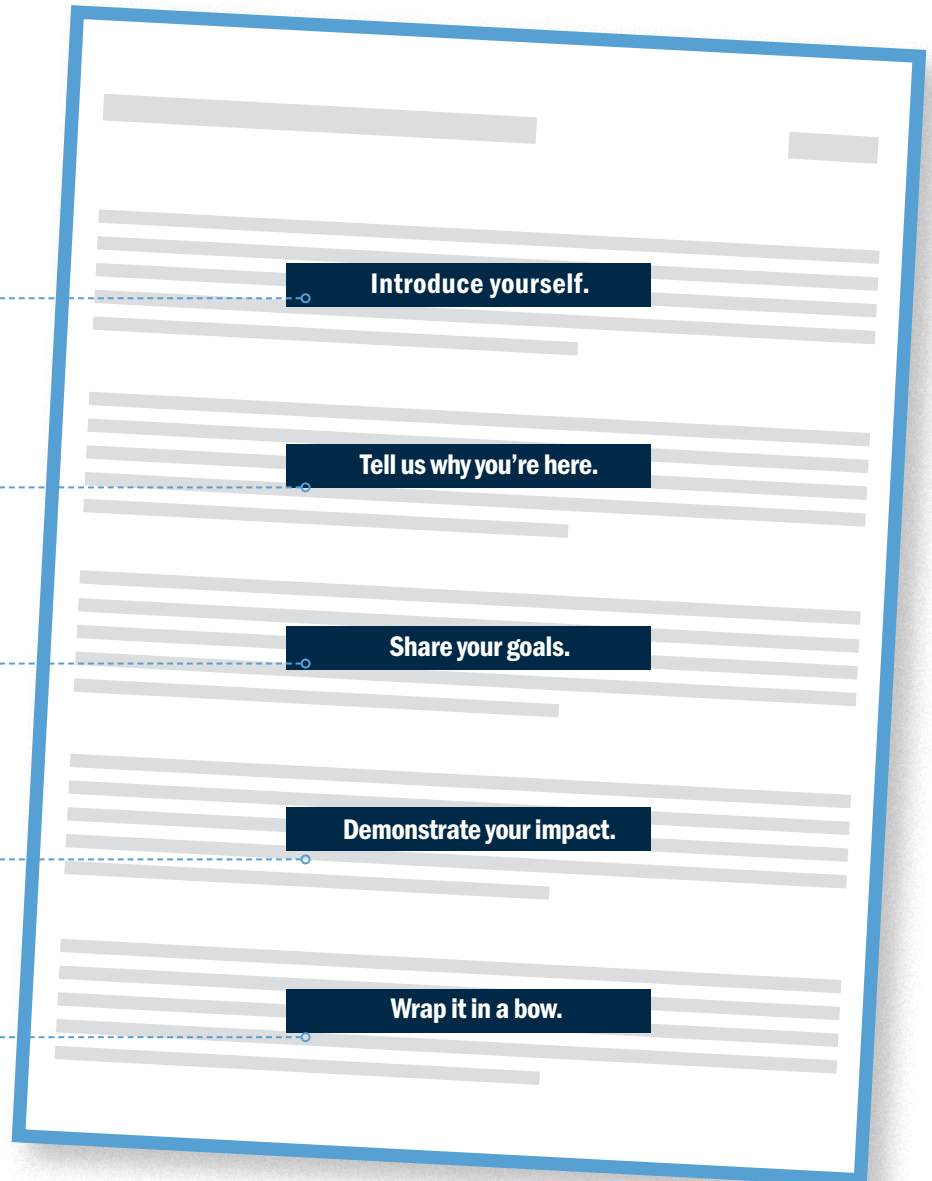 Introduce yourself.
Tell us why you’re here.
Share your goals.
Demonstrate your impact.
Wrap it in a bow.